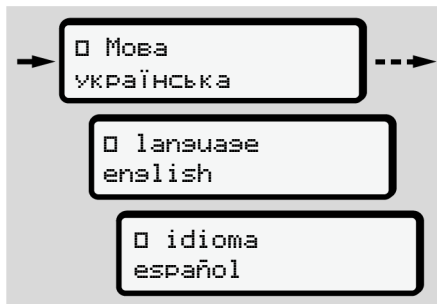 □ Мова
українська
□ language
english
□ idioma
español